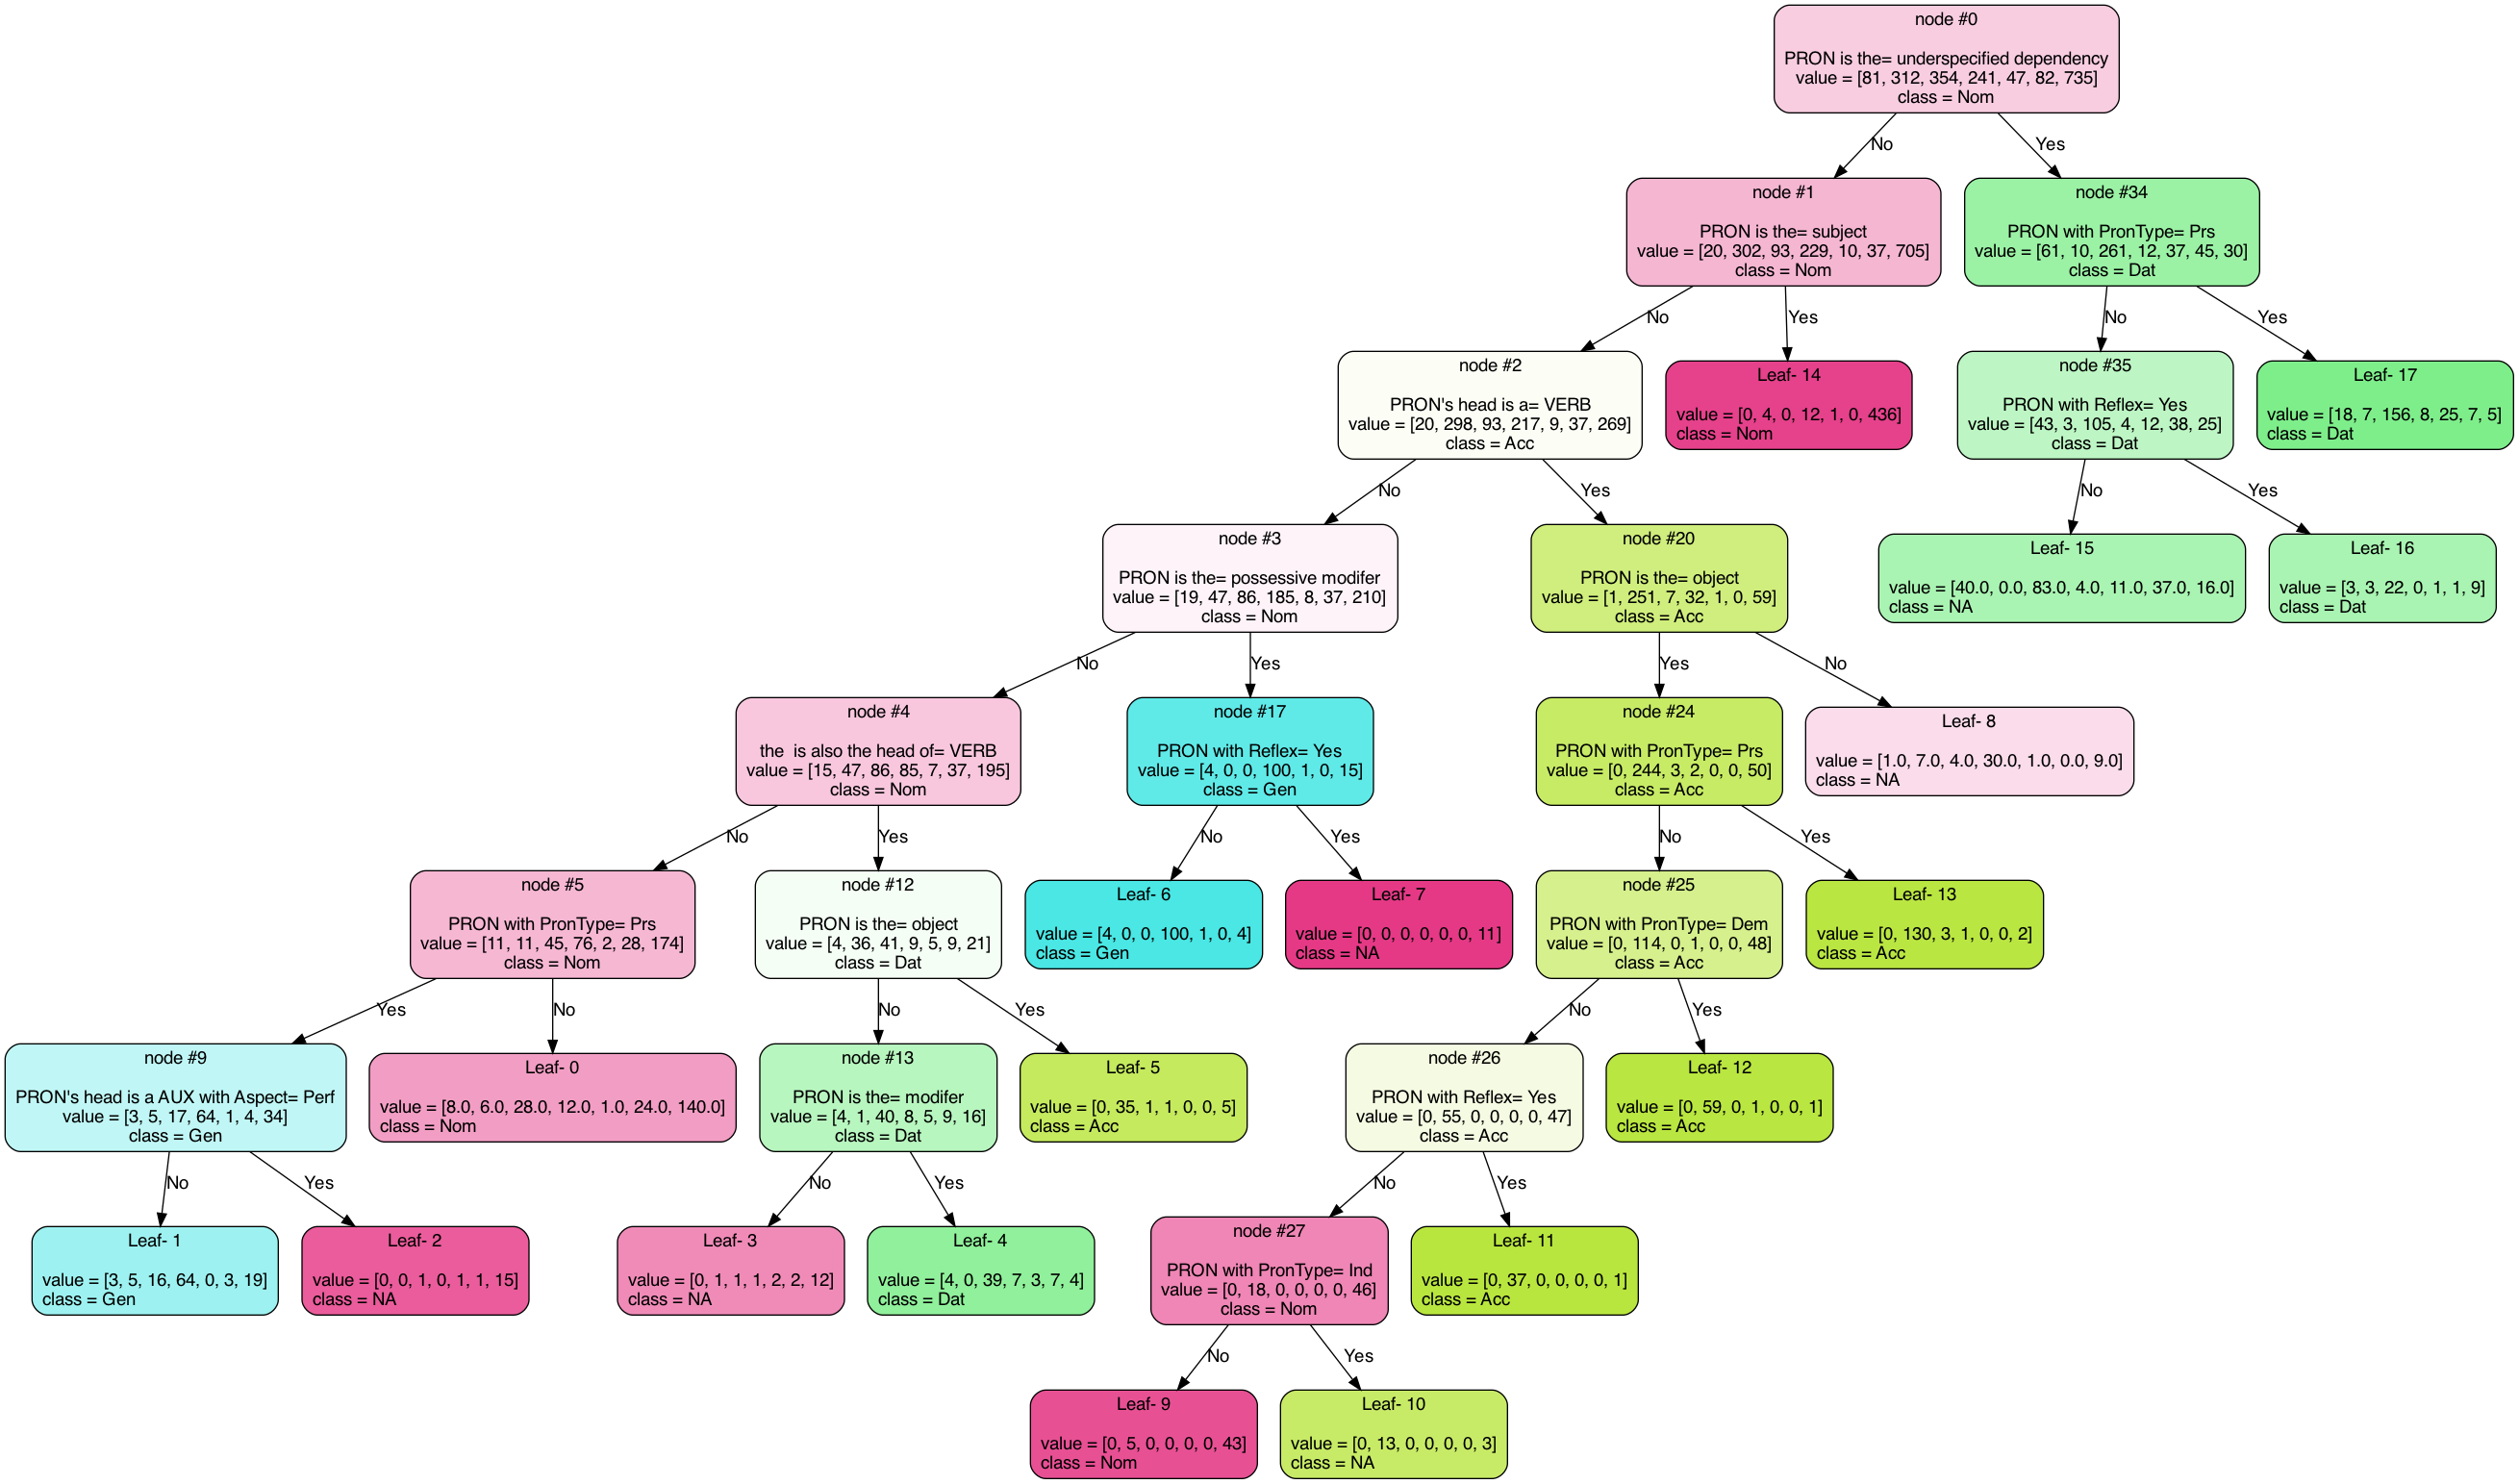 node #0
PRON is the= underspecified dependency
value = [81, 312, 354, 241, 47, 82, 735]
class = Nom
No
Yes
node #1
PRON is the= subject
value = [20, 302, 93, 229, 10, 37, 705]
class = Nom
node #34
PRON with PronType= Prs
value = [61, 10, 261, 12, 37, 45, 30]
class = Dat
No
Yes
No
Yes
node #2
PRON's head is a= VERB
value = [20, 298, 93, 217, 9, 37, 269]
class = Acc
Leaf- 14
value = [0, 4, 0, 12, 1, 0, 436]
class = Nom
node #35
PRON with Reflex= Yes
value = [43, 3, 105, 4, 12, 38, 25]
class = Dat
Leaf- 17
value = [18, 7, 156, 8, 25, 7, 5]
class = Dat
No
Yes
No
Yes
node #3
PRON is the= possessive modifer
value = [19, 47, 86, 185, 8, 37, 210]
class = Nom
node #20
PRON is the= object
value = [1, 251, 7, 32, 1, 0, 59]
class = Acc
Leaf- 15
value = [40.0, 0.0, 83.0, 4.0, 11.0, 37.0, 16.0]
class = NA
Leaf- 16
value = [3, 3, 22, 0, 1, 1, 9]
class = Dat
No
Yes
Yes
No
node #4
the  is also the head of= VERB
value = [15, 47, 86, 85, 7, 37, 195]
class = Nom
node #17
PRON with Reflex= Yes
value = [4, 0, 0, 100, 1, 0, 15]
class = Gen
node #24
PRON with PronType= Prs
value = [0, 244, 3, 2, 0, 0, 50]
class = Acc
Leaf- 8
value = [1.0, 7.0, 4.0, 30.0, 1.0, 0.0, 9.0]
class = NA
No
Yes
No
Yes
No
Yes
node #5
PRON with PronType= Prs
value = [11, 11, 45, 76, 2, 28, 174]
class = Nom
node #12
PRON is the= object
value = [4, 36, 41, 9, 5, 9, 21]
class = Dat
Leaf- 6
value = [4, 0, 0, 100, 1, 0, 4]
class = Gen
Leaf- 7
value = [0, 0, 0, 0, 0, 0, 11]
class = NA
node #25
PRON with PronType= Dem
value = [0, 114, 0, 1, 0, 0, 48]
class = Acc
Leaf- 13
value = [0, 130, 3, 1, 0, 0, 2]
class = Acc
Yes
No
No
Yes
No
Yes
node #9
PRON's head is a AUX with Aspect= Perf
value = [3, 5, 17, 64, 1, 4, 34]
class = Gen
Leaf- 0
value = [8.0, 6.0, 28.0, 12.0, 1.0, 24.0, 140.0]
class = Nom
node #13
PRON is the= modifer
value = [4, 1, 40, 8, 5, 9, 16]
class = Dat
Leaf- 5
value = [0, 35, 1, 1, 0, 0, 5]
class = Acc
node #26
PRON with Reflex= Yes
value = [0, 55, 0, 0, 0, 0, 47]
class = Acc
Leaf- 12
value = [0, 59, 0, 1, 0, 0, 1]
class = Acc
No
Yes
No
Yes
No
Yes
Leaf- 1
value = [3, 5, 16, 64, 0, 3, 19]
class = Gen
Leaf- 2
value = [0, 0, 1, 0, 1, 1, 15]
class = NA
Leaf- 3
value = [0, 1, 1, 1, 2, 2, 12]
class = NA
Leaf- 4
value = [4, 0, 39, 7, 3, 7, 4]
class = Dat
node #27
PRON with PronType= Ind
value = [0, 18, 0, 0, 0, 0, 46]
class = Nom
Leaf- 11
value = [0, 37, 0, 0, 0, 0, 1]
class = Acc
No
Yes
Leaf- 9
value = [0, 5, 0, 0, 0, 0, 43]
class = Nom
Leaf- 10
value = [0, 13, 0, 0, 0, 0, 3]
class = NA